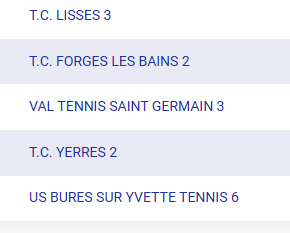 T.C. LISSES 3
T.C. FORGES LES BAINS 2
VAL TENNIS SAINT GERMAIN 3
T.C. YERRES 2
US BURES SUR YVETTE TENNIS 6